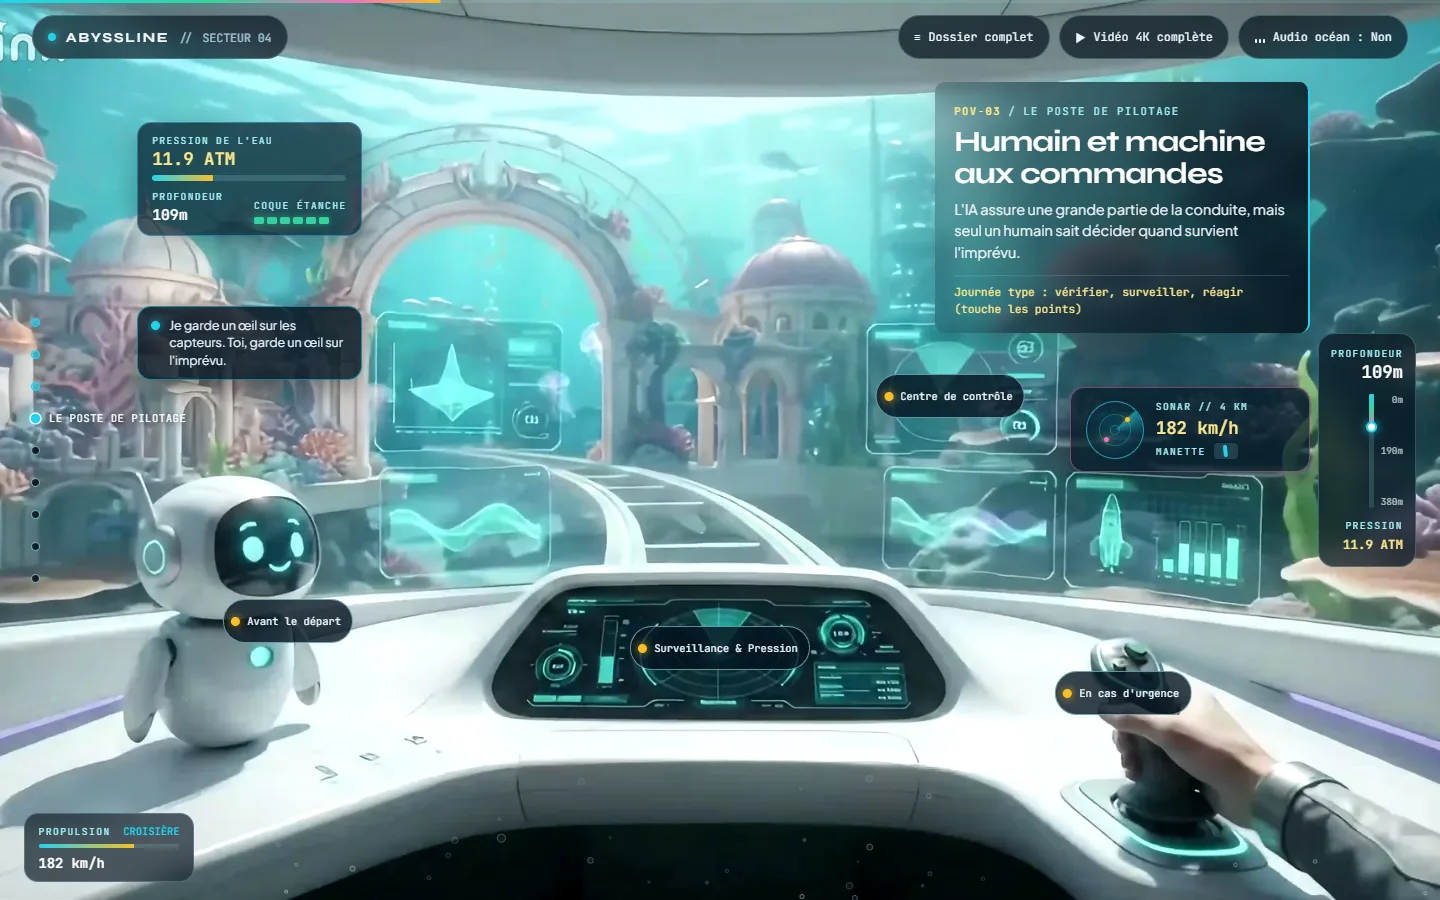 ABYSSLINE // SECTEUR 04
≡ Dossier complet
▶ Vidéo 4K complète
Audio océan : Non
PRESSION DE L'EAU
11.9 ATM
PROFONDEUR
109m
COQUE ÉTANCHE
POV-03 / LE POSTE DE PILOTAGE
Humain et machine
aux commandes
L'IA assure une grande partie de la conduite, mais
seul un humain sait décider quand survient
l'imprévu.
Journée type : vérifier, surveiller, réagir
(touche les points)
Je garde un œil sur les
capteurs. Toi, garde un œil sur
l'imprévu.
LE POSTE DE PILOTAGE
Centre de contrôle
SONAR // 4 KM
182 km/h
MANETTE
PROFONDEUR
109m
0m
190m
380m
PRESSION
11.9 ATM
Avant le départ
Surveillance & Pression
En cas d'urgence
PROPULSION CROISIÈRE
182 km/h